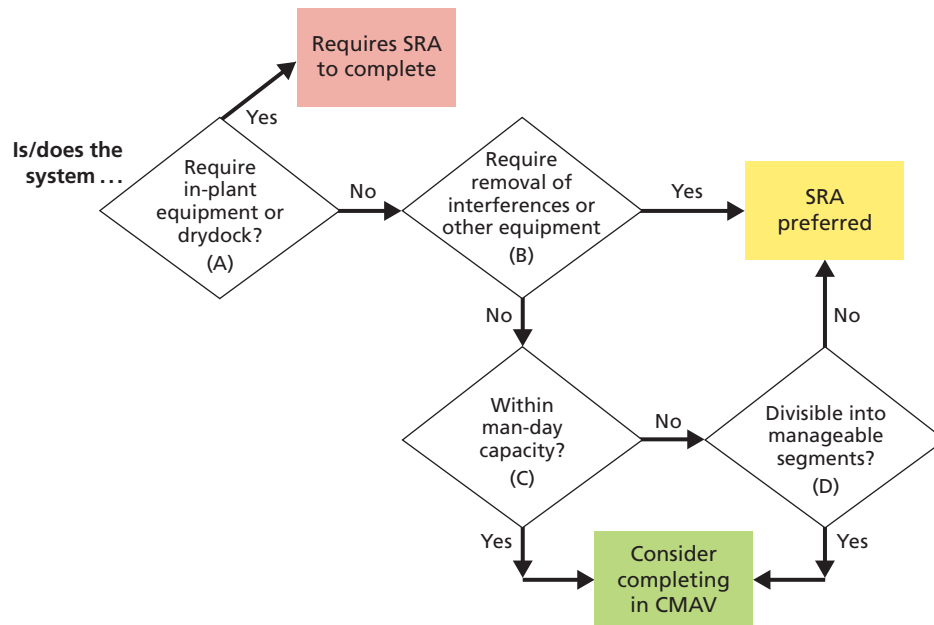 Requires SRA
to complete
Yes
Is/does the
system ...
Require
in-plant
equipment or
drydock?
(A)
No
Require
removal of
interferences or
other equipment
(B)
Yes
SRA
preferred
No
No
Within
man-day
capacity?
(C)
No
Divisible into
manageable
segments?
(D)
Yes
Yes
Consider
completing
in CMAV